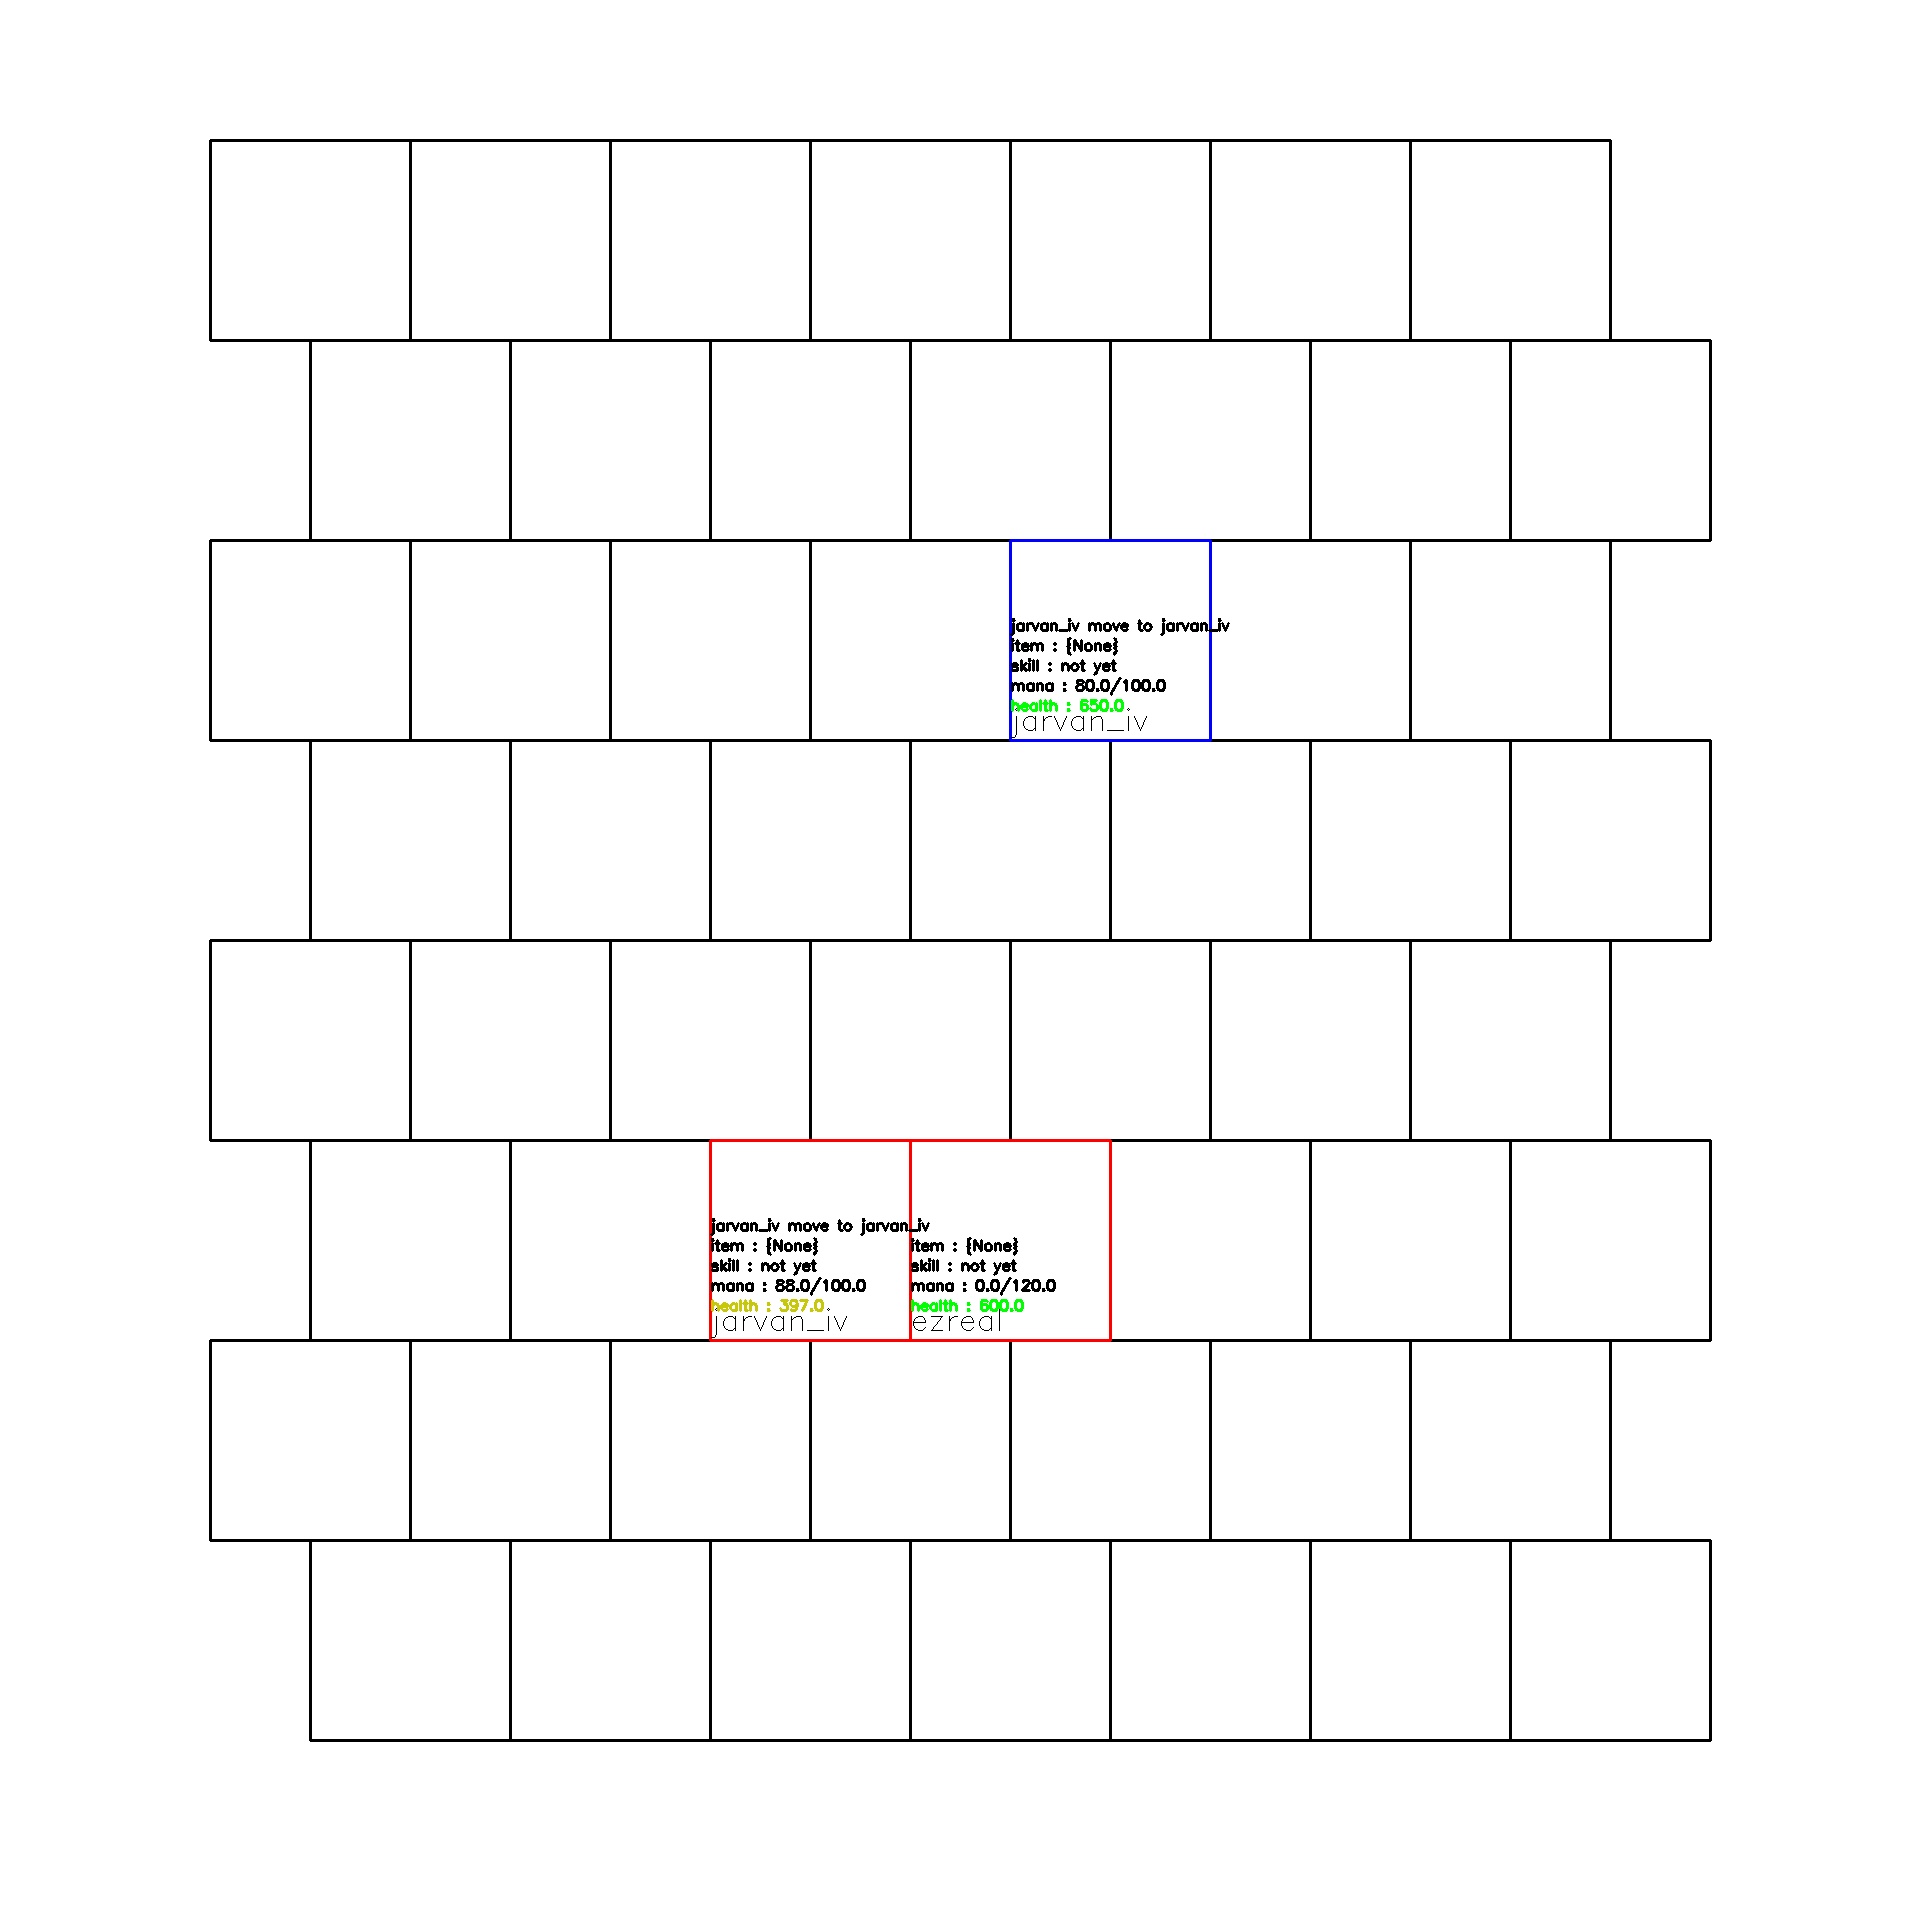 jarvan_iv move to jarvan_iv
item : {None}
skill : not yet
mana : 80.0/100.0
health : 650.0
jarvan_iv
jarvan_iv move to jarvan_iv
item : {None}
skill : not yet
mana : 88.0/100.0
health : 397.0
jarvan_iv
item : {None}
skill : not yet
mana : 0.0/120.0
health : 600.0
ezreal